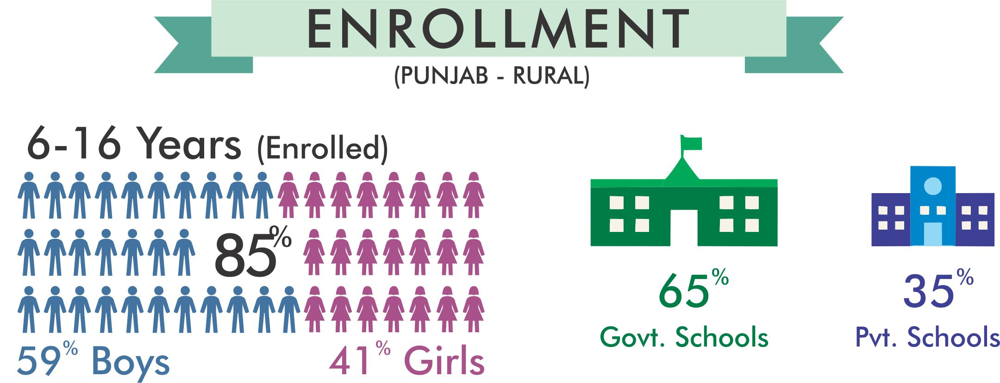 ENROLLMENT
(PUNJAB - RURAL)
6-16 Years (Enrolled)
85%
59% Boys
41% Girls
65%
Govt. Schools
35%
Pvt. Schools